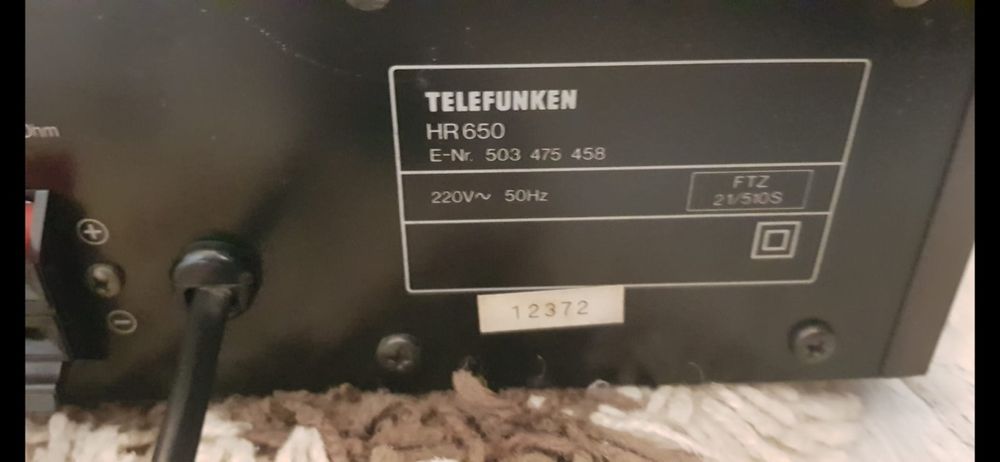 TELEFUNKEN
HR 650
E-Nr. 503 475 458
220V~ 50Hz
FTZ
21/510S
12372